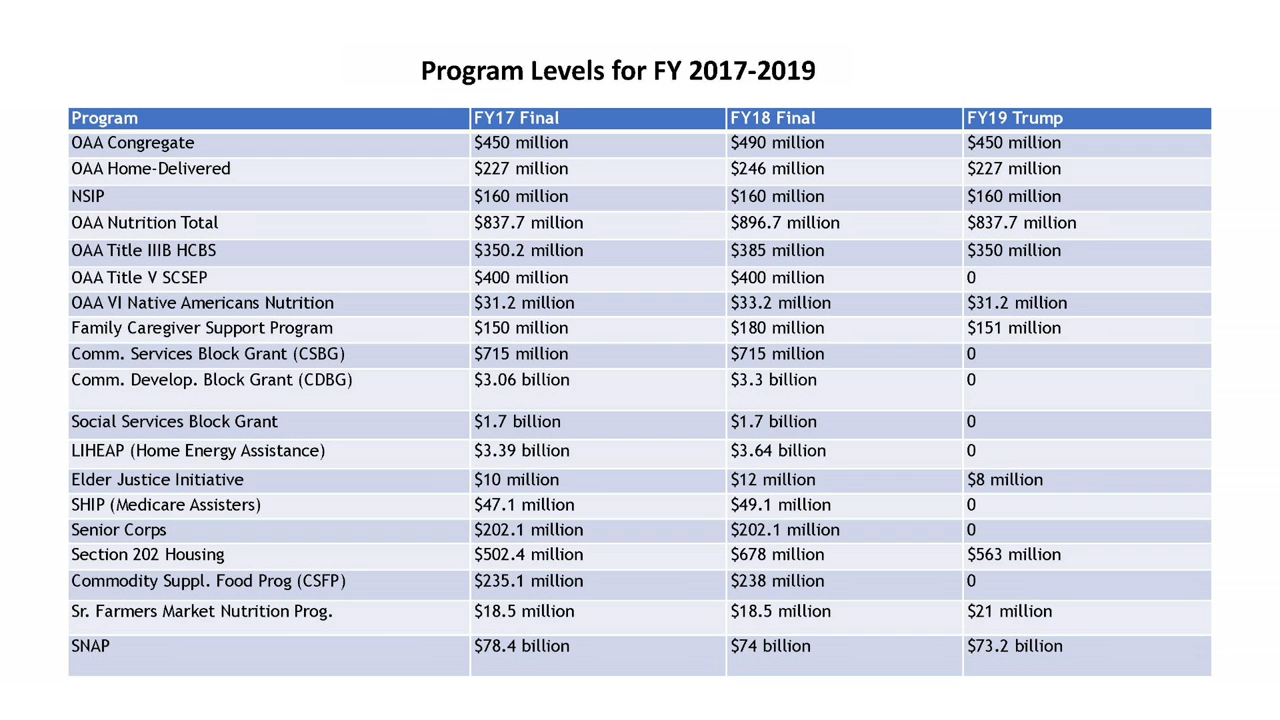 Program Levels for FY 2017-2019
Program FY17 Final FY18 Final FY19 Trump
OAA Congregate $450 million $490 million $450 million
OAA Home-Delivered $227 million $246 million $227 million
NSIP $160 million $160 million $160 million
OAA Nutrition Total $837.7 million $896.7 million $837.7 million
OAA Title IIIB HCBS $350.2 million $385 million $350 million
OAA Title V SCSEP $400 million $400 million 0
OAA VI Native Americans Nutrition $31.2 million $33.2 million $31.2 million
Family Caregiver Support Program $150 million $180 million $151 million
Comm. Services Block Grant (CSBG) $715 million $715 million 0
Comm. Develop. Block Grant (CDBG) $3.06 billion $3.3 billion 0
Social Services Block Grant $1.7 billion $1.7 billion 0
LIHEAP (Home Energy Assistance) $3.39 billion $3.64 billion 0
Elder Justice Initiative $10 million $12 million $8 million
SHIP (Medicare Assisters) $47.1 million $49.1 million 0
Senior Corps $202.1 million $202.1 million 0
Section 202 Housing $502.4 million $678 million $563 million
Commodity Suppl. Food Prog (CSFP) $235.1 million $238 million 0
Sr. Farmers Market Nutrition Prog. $18.5 million $18.5 million $21 million
SNAP $78.4 billion $74 billion $73.2 billion